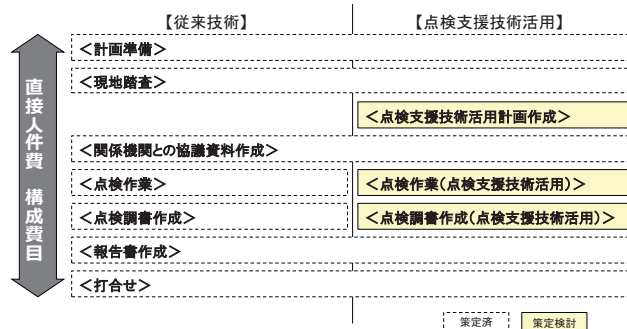 【従来技術】
【点検支援技術活用】
直接人件費 構成費目
＜計画準備＞
＜現地踏査＞
＜点検支援技術活用計画作成＞
＜関係機関との協議資料作成＞
＜点検作業＞
＜点検作業(点検支援技術活用)＞
＜点検調書作成＞
＜点検調書作成(点検支援技術活用)＞
＜報告書作成＞
＜打合せ＞
策定済
策定検討